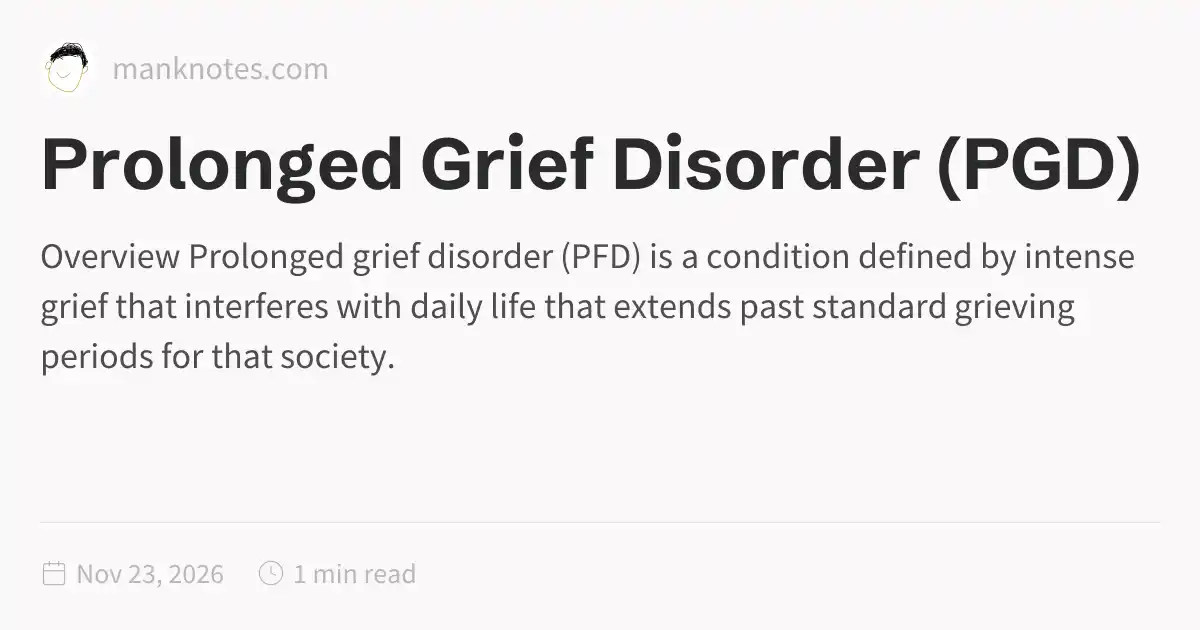 manknotes.com
Prolonged Grief Disorder (PGD)
Overview Prolonged grief disorder (PFD) is a condition defined by intense
grief that interferes with daily life that extends past standard grieving
periods for that society.
Nov 23, 2026 1 min read